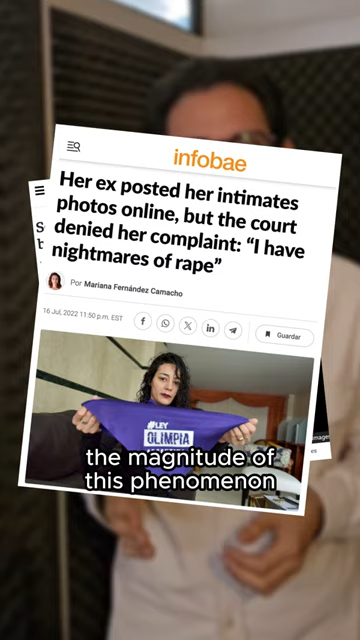 infobae
Her ex posted her intimates
photos online, but the court
denied her complaint: “I have
nightmares of rape”
Por Mariana Fernández Camacho
16 Jul, 2022 11:50 p.m. EST
Guardar
#LEY
OLIMPIA
the magnitude of
this phenomenon